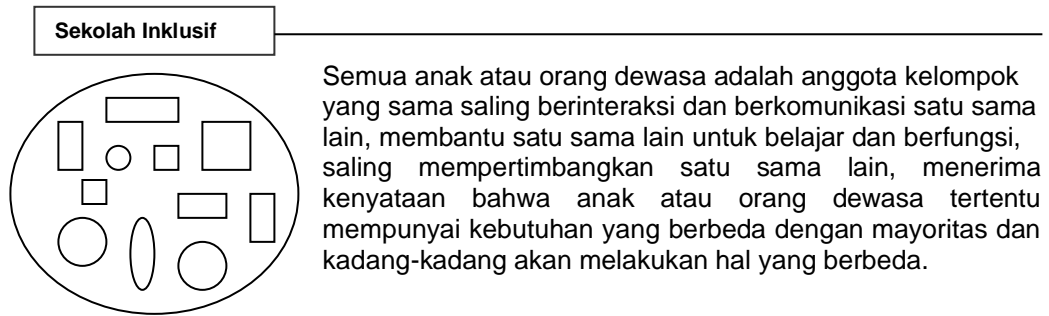 Sekolah Inklusif
Semua anak atau orang dewasa adalah anggota kelompok
yang sama saling berinteraksi dan berkomunikasi satu sama
lain, membantu satu sama lain untuk belajar dan berfungsi,
saling mempertimbangkan satu sama lain, menerima
kenyataan bahwa anak atau orang dewasa tertentu
mempunyai kebutuhan yang berbeda dengan mayoritas dan
kadang-kadang akan melakukan hal yang berbeda.